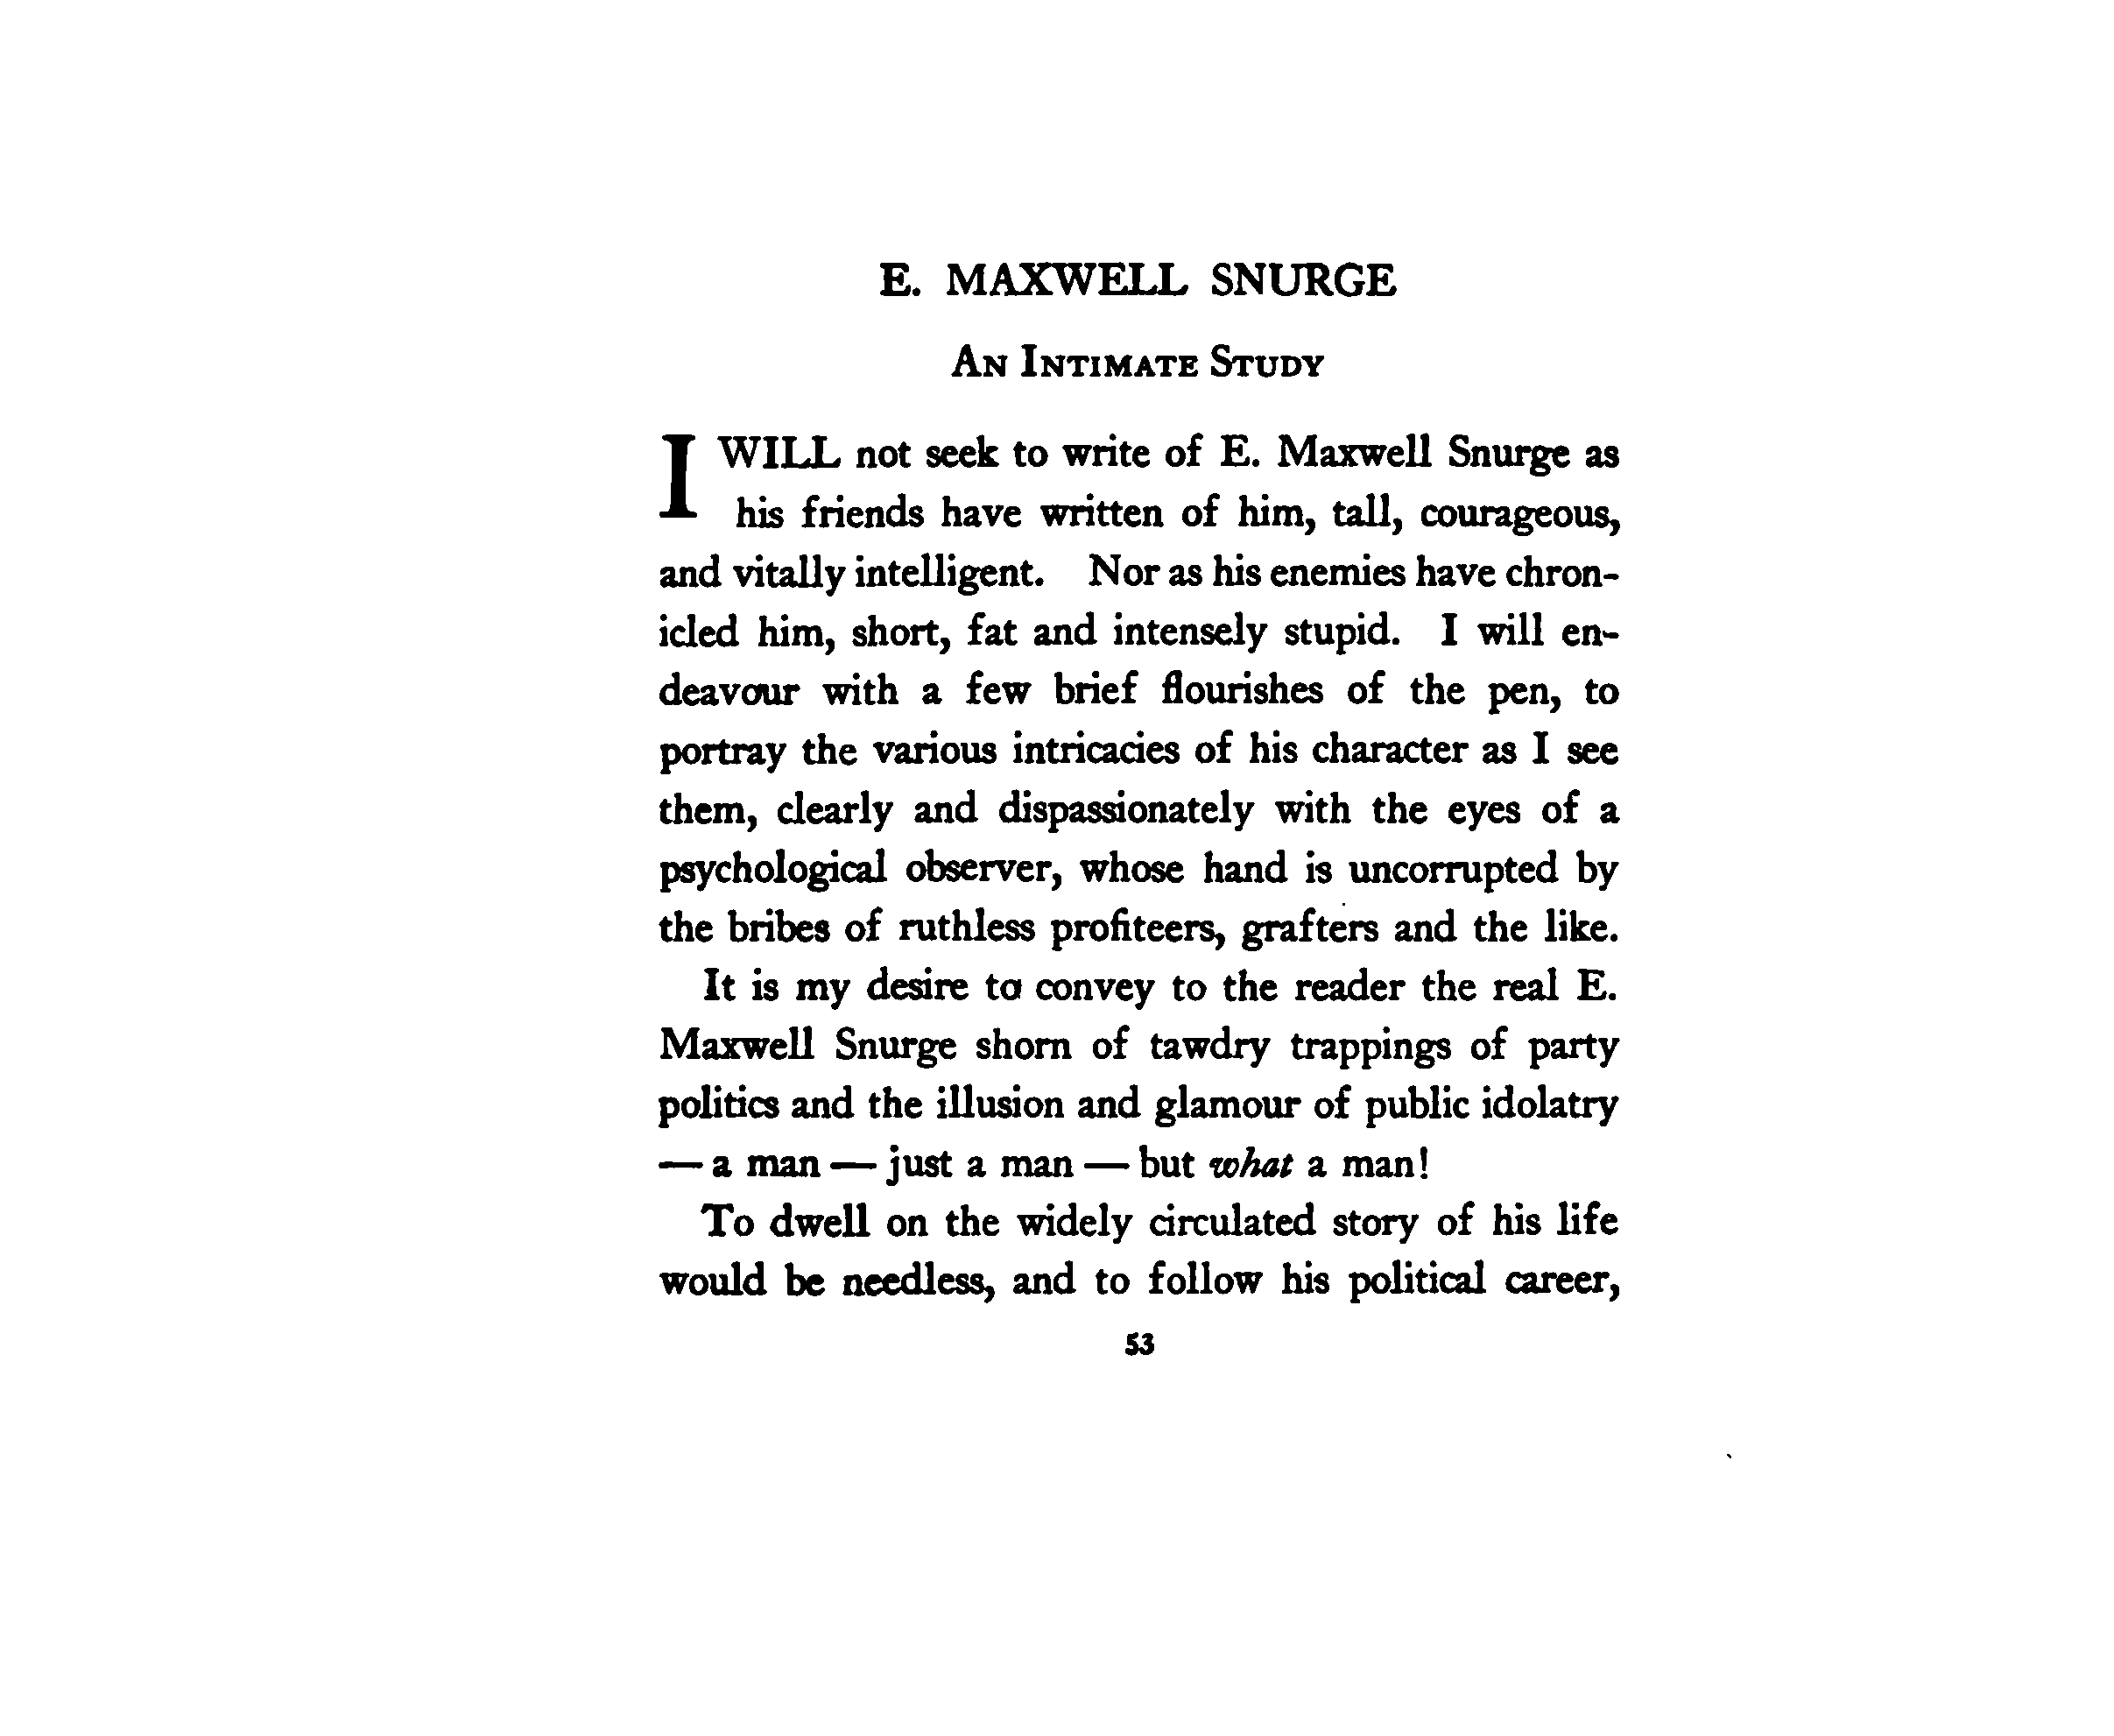 E. MAXWELL SNURGE
An Intimate Study
I WILL not seek to write of E. Maxwell Snurge as
his friends have written of him, tall, courageous,
and vitally intelligent. Nor as his enemies have chron-
icled him, short, fat and intensely stupid. I will en-
deavour with a few brief flourishes of the pen, to
portray the various intricacies of his character as I see
them, clearly and dispassionately with the eyes of a
psychological observer, whose hand is uncorrupted by
the bribes of ruthless profiteers, grafters and the like.
It is my desire to convey to the reader the real E.
Maxwell Snurge shorn of tawdry trappings of party
politics and the illusion and glamour of public idolatry
— a man — just a man — but what a man!
To dwell on the widely circulated story of his life
would be needless, and to follow his political career,
53